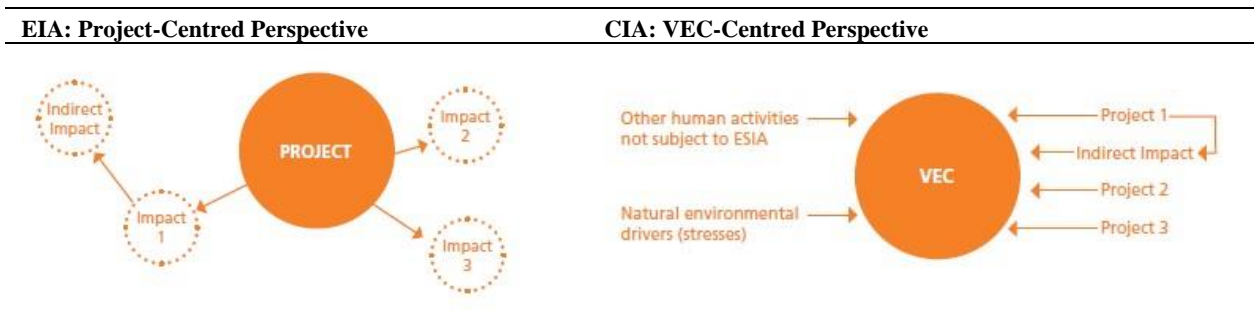 EIA: Project-Centred Perspective
CIA: VEC-Centred Perspective
Indirect
Impact
PROJECT
Impact
2
Impact
1
Impact
3
Other human activities
not subject to ESIA
Natural environmental
drivers (stresses)
VEC
Project 1
Indirect Impact
Project 2
Project 3